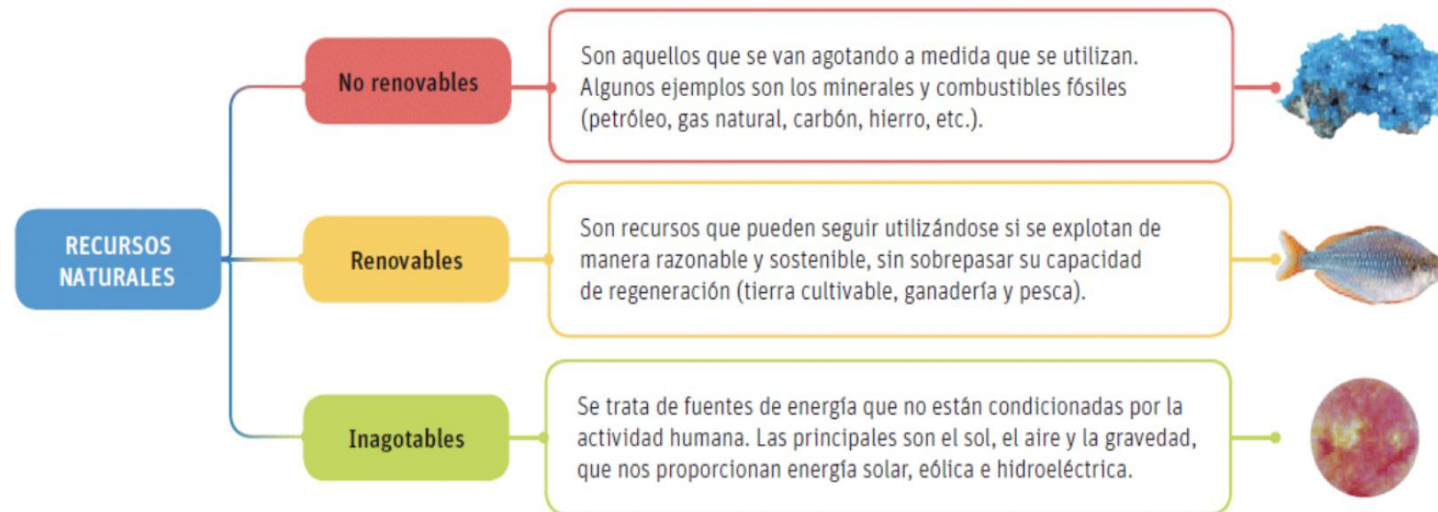 No renovables
Son aquellos que se van agotando a medida que se utilizan.
Algunos ejemplos son los minerales y combustibles fósiles
(petróleo, gas natural, carbón, hierro, etc.).
RECURSOS
NATURALES
Renovables
Son recursos que pueden seguir utilizándose si se explotan de
manera razonable y sostenible, sin sobrepasar su capacidad
de regeneración (tierra cultivable, ganadería y pesca).
Inagotables
Se trata de fuentes de energía que no están condicionadas por la
actividad humana. Las principales son el sol, el aire y la gravedad,
que nos proporcionan energía solar, eólica e hidroeléctrica.